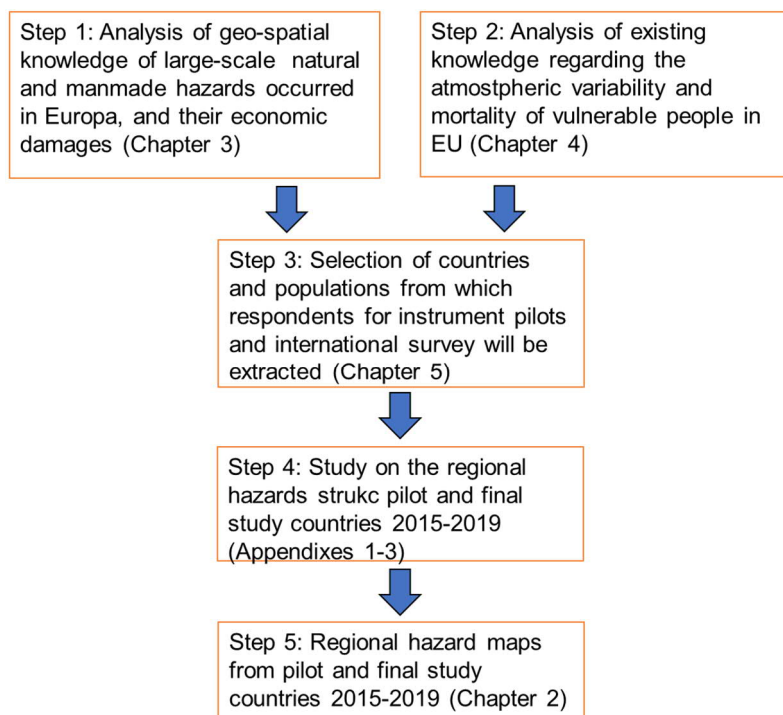 Step 1: Analysis of geo-spatial
knowledge of large-scale natural
and manmade hazards occurred
in Europa, and their economic
damages (Chapter 3)
Step 2: Analysis of existing
knowledge regarding the
atmostpheric variability and
mortality of vulnerable people in
EU (Chapter 4)
Step 3: Selection of countries
and populations from which
respondents for instrument pilots
and international survey will be
extracted (Chapter 5)
Step 4: Study on the regional
hazards strukc pilot and final
study countries 2015-2019
(Appendixes 1-3)
Step 5: Regional hazard maps
from pilot and final study
countries 2015-2019 (Chapter 2)